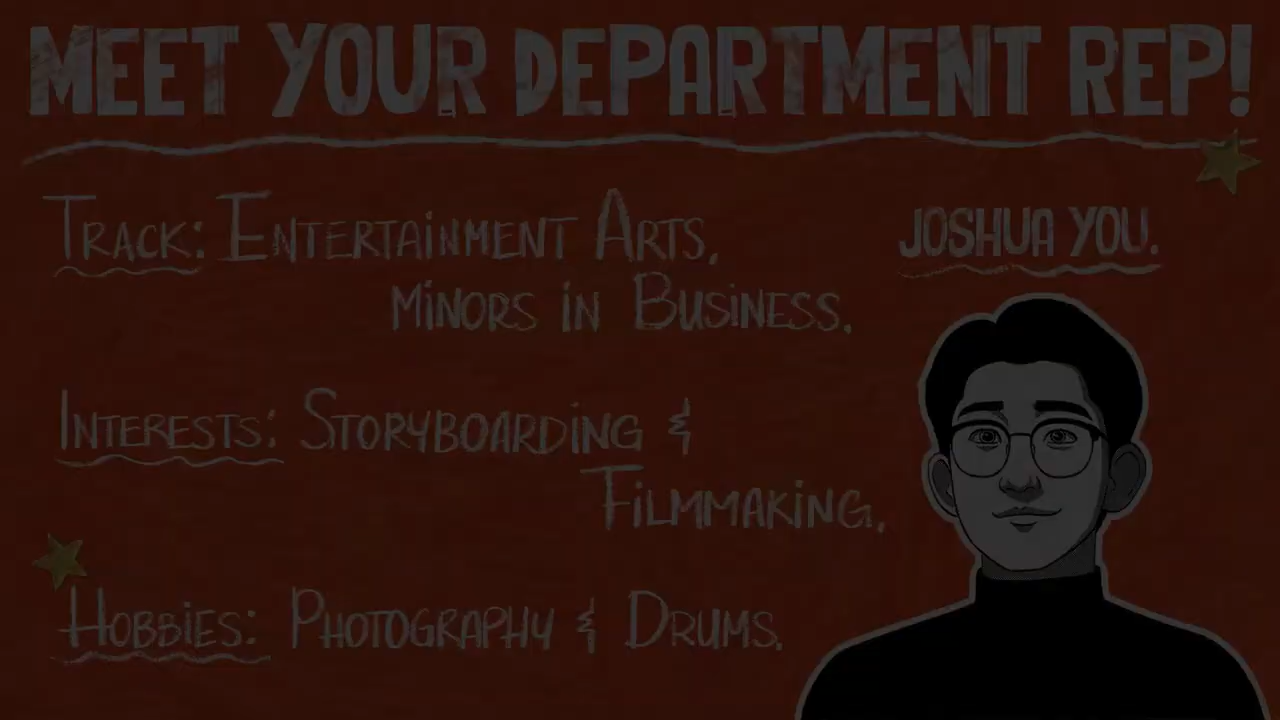 MEET YOUR DEPARTMENT REP!
JOSHUA YOU.
TRACK: ENTERTAINMENT ARTS,
MINORS IN BUSINESS.
INTERESTS: STORYBOARDING &
FILMMAKING.
HOBBIES: PHOTOGRAPHY & DRUMS.